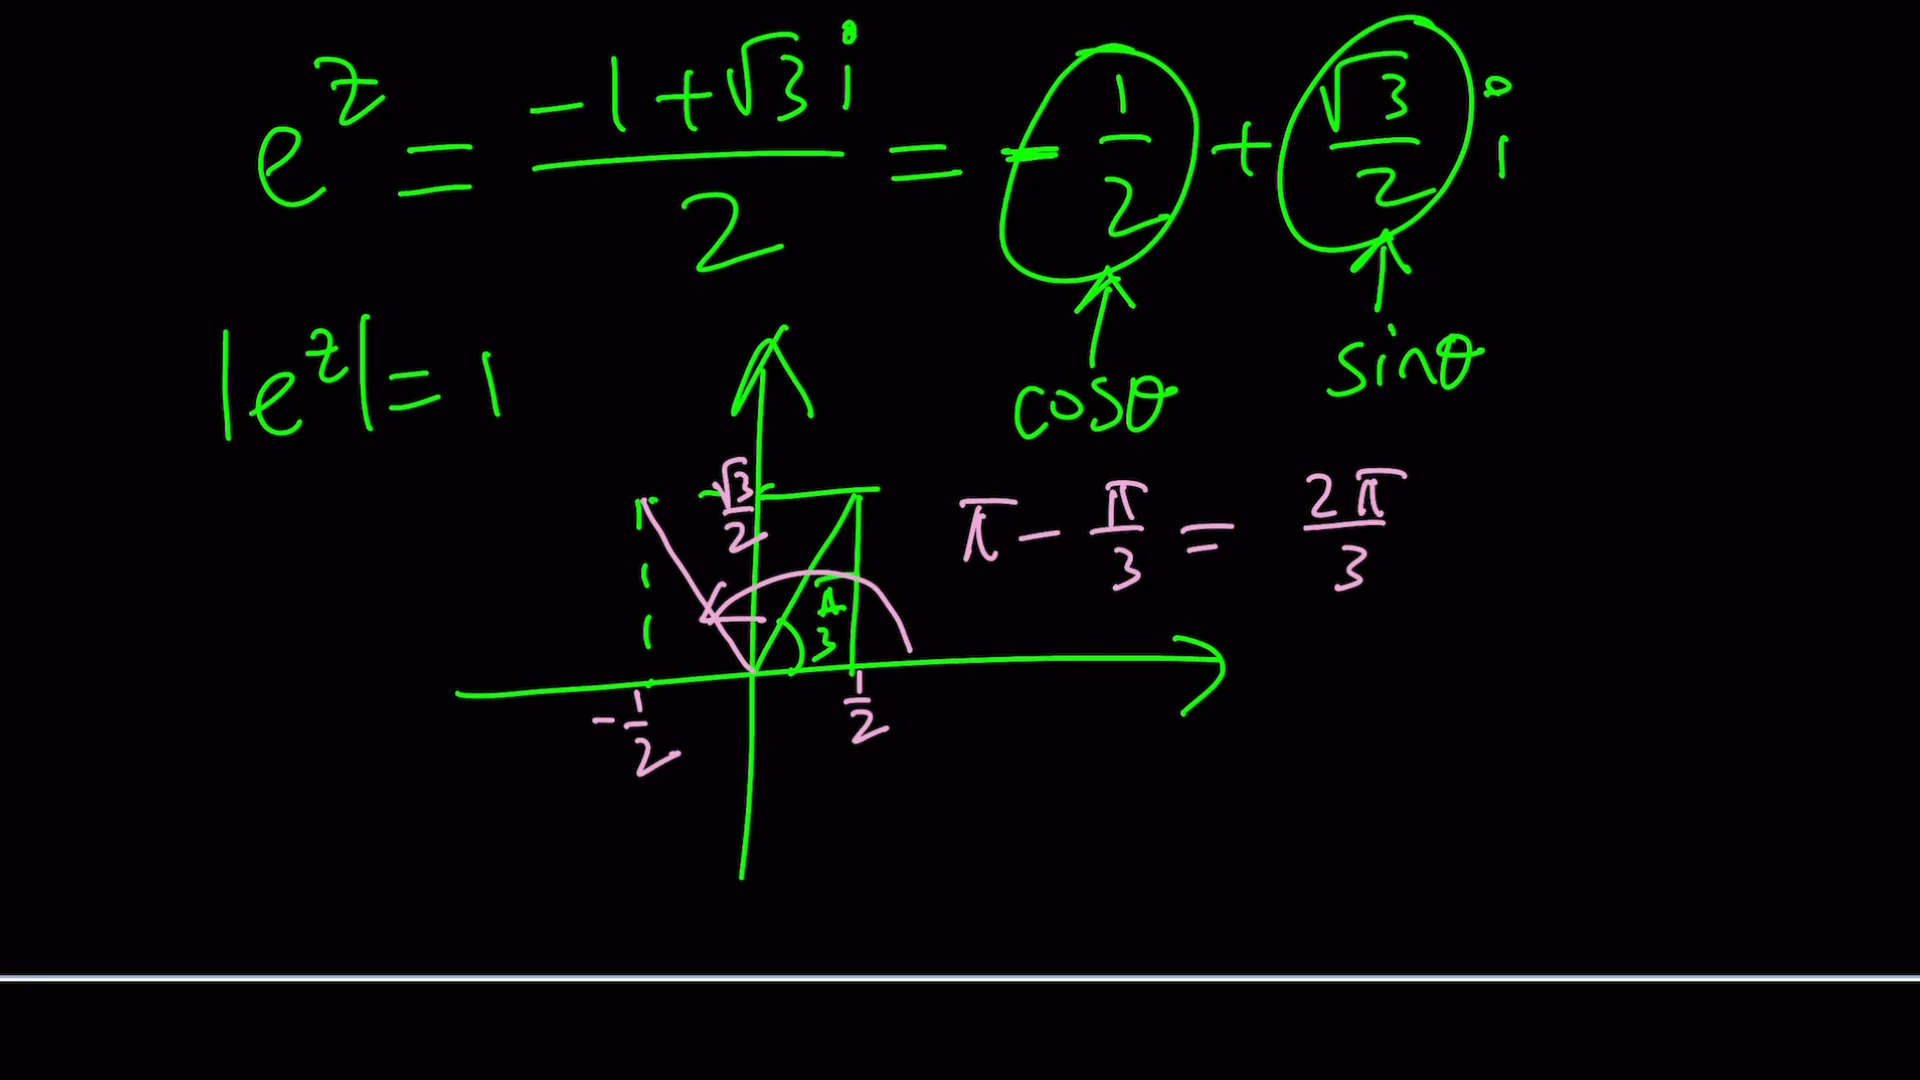 e^z = (-1+√3 i)/2 = -1/2 + √3/2 i
|e^z| = 1
cosθ
sinθ
√3/2
π - π/3 = 2π/3
π/3
-1/2
1/2